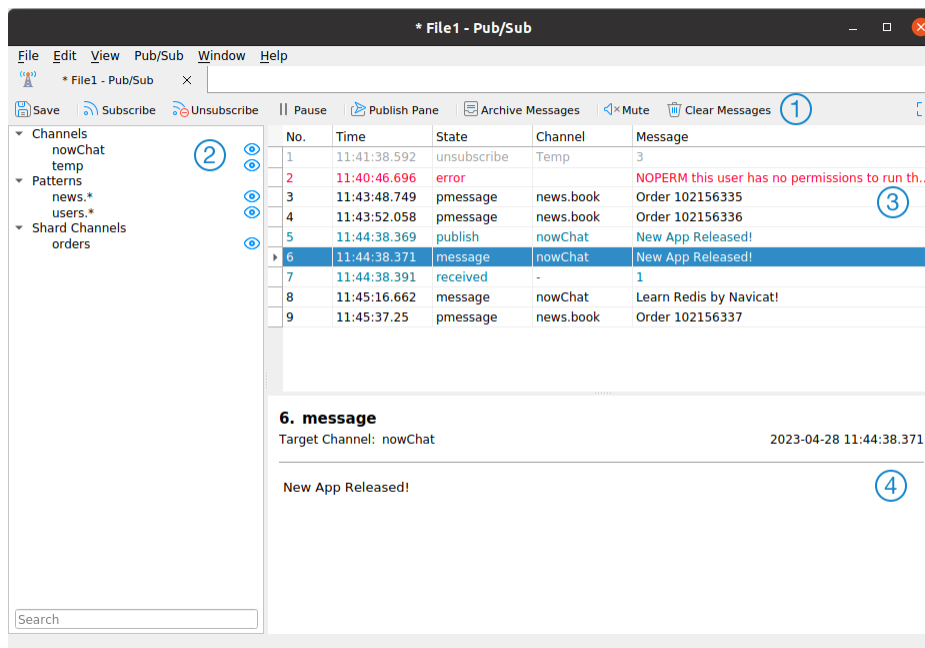 * File1 - Pub/Sub
File Edit View Pub/Sub Window Help
* File1 - Pub/Sub
Save Subscribe Unsubscribe Pause Publish Pane Archive Messages Mute Clear Messages 1
Channels
nowChat
temp
2
Patterns
news.*
users.*
Shard Channels
orders
Search
No. Time State Channel Message
1 11:41:38.592 unsubscribe Temp 3
2 11:40:46.696 error NOPERM this user has no permissions to run th...
3 11:43:48.749 pmessage news.book Order 102156335
3
4 11:43:52.058 pmessage news.book Order 102156336
5 11:44:38.369 publish nowChat New App Released!
6 11:44:38.371 message nowChat New App Released!
7 11:44:38.391 received - 1
8 11:45:16.662 message nowChat Learn Redis by Navicat!
9 11:45:37.25 pmessage news.book Order 102156337
6. message
Target Channel: nowChat 2023-04-28 11:44:38.371
New App Released!
4